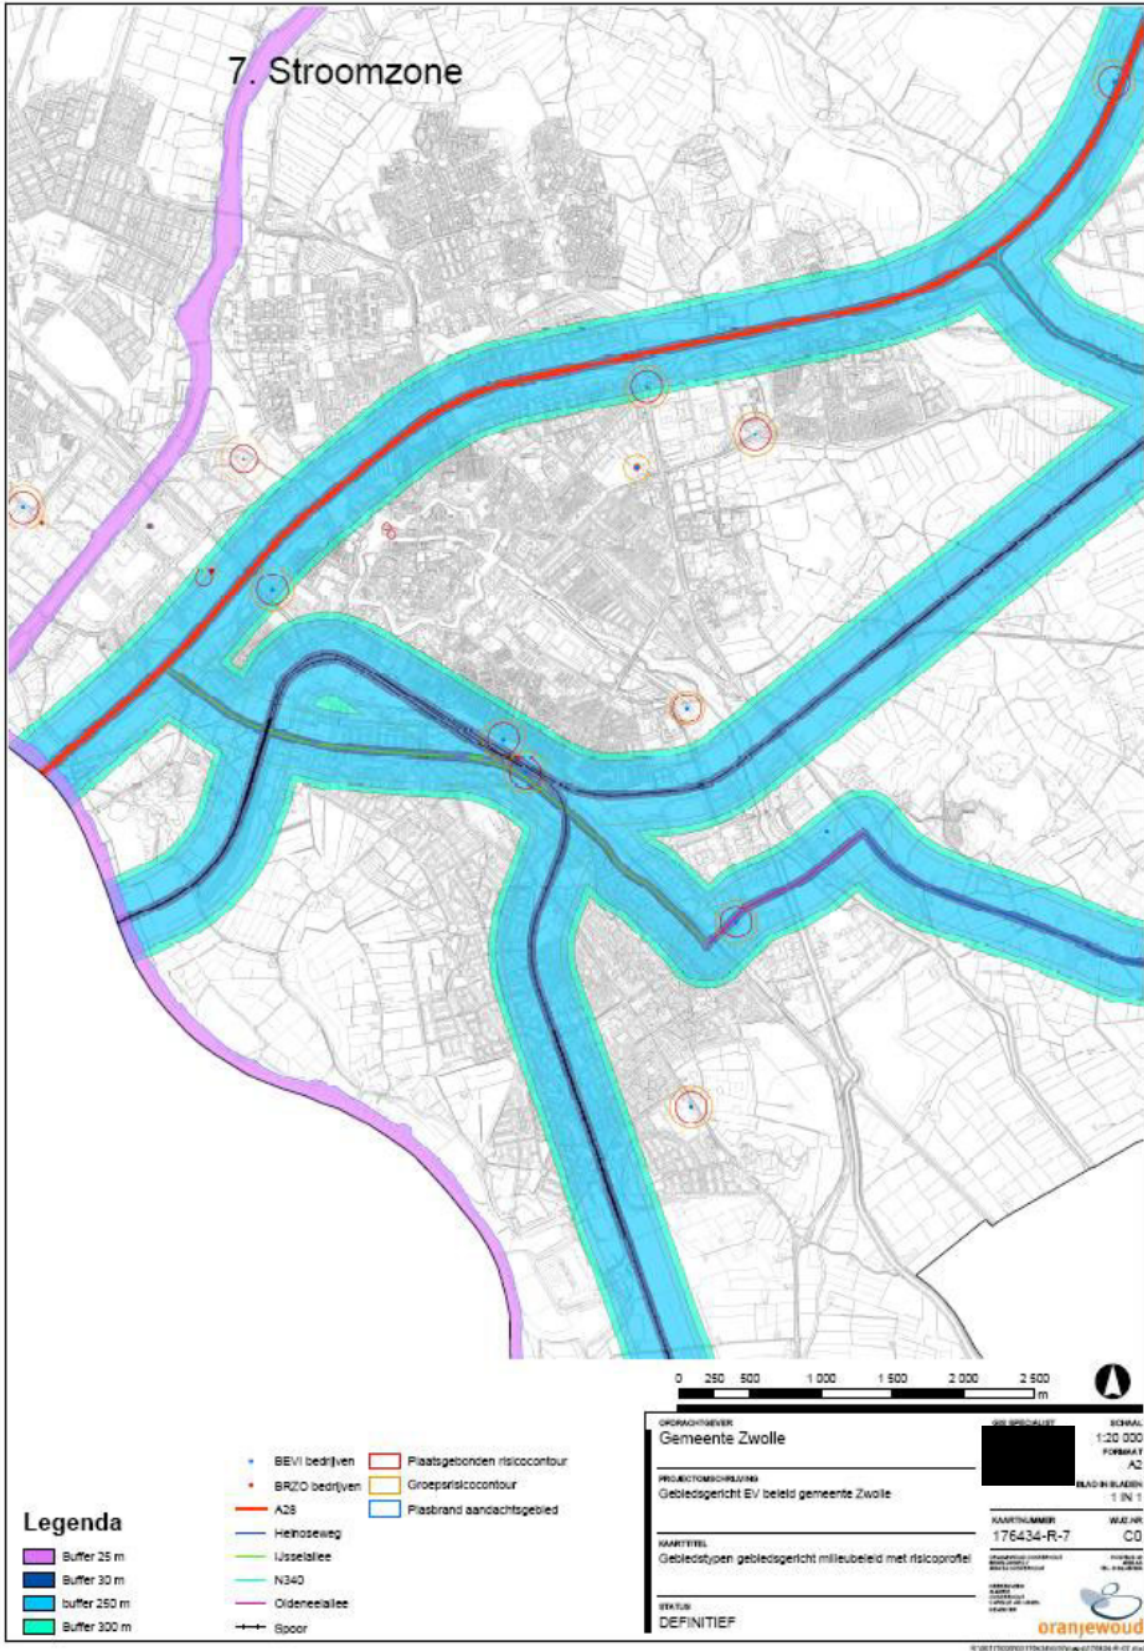 7. Stroomzone
0 250 500 1 000 1 500 2 000 2 500
m
OPDRACHTGEVER
Gemeente Zwolle
PROJECTOMSCHRIJVING
Gebiedsgericht EV beleid gemeente Zwolle
KAARTTITEL
Gebiedstypen gebiedsgericht milieubeleid met risicoprofiel
STATUS
DEFINITIEF
GIS SPECIALIST
SCHAAL
1:20 000
FORMAAT
A2
BLAD IN BLADEN
1 IN 1
KAARTNUMMER
WIJZ.NR
176434-R-7
C0
oranjewoud
Legenda
Buffer 25 m
Buffer 30 m
buffer 250 m
Buffer 300 m
BEVI bedrijven
BRZO bedrijven
A28
Heinoseweg
IJsselallee
N340
Oldeneelallee
Spoor
Plaatsgebonden risicocontour
Groepsrisicocontour
Plasbrand aandachtsgebied